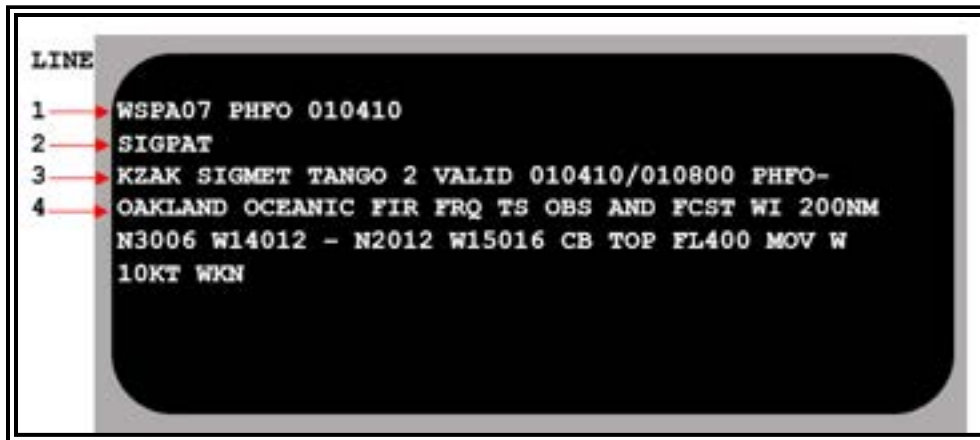 LINE
1 WSPA07 PHFO 010410
2 SIGPAT
3 KZAK SIGMET TANGO 2 VALID 010410/010800 PHFO-
4 OAKLAND OCEANIC FIR FRQ TS OBS AND FCST WI 200NM
N3006 W14012 – N2012 W15016 CB TOP FL400 MOV W
10KT WKN